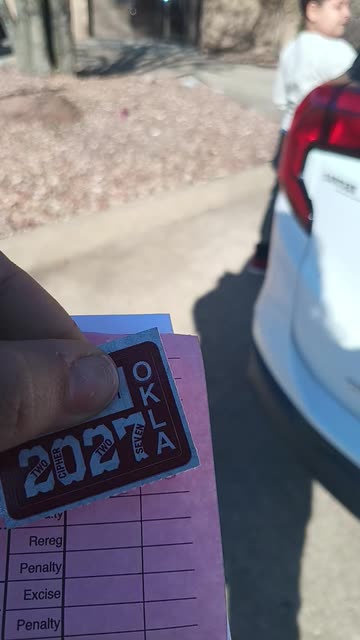 OKLA
2027
TWO CIPHER TWO SEVEN
Rereg
Penalty
Excise
Penalty